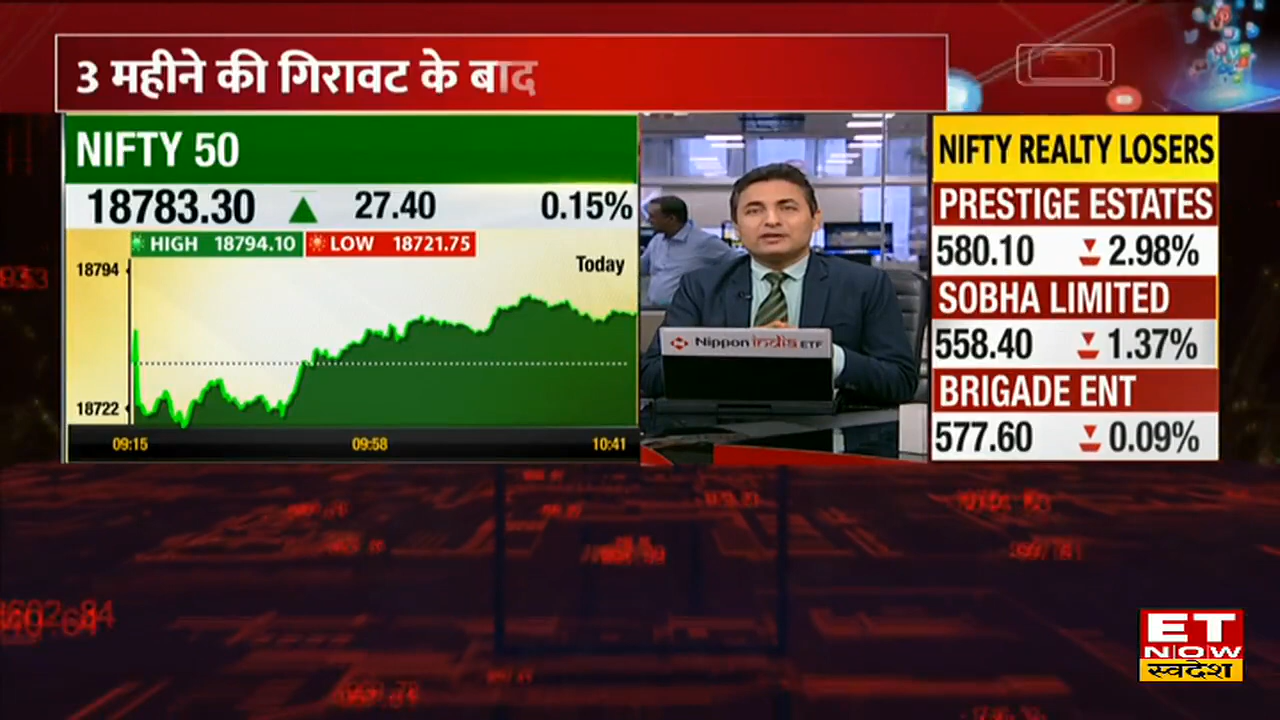 3 महीने की गिरावट के बाद
NIFTY 50
18783.30 27.40 0.15%
HIGH 18794.10 LOW 18721.75
Today
18794
18722
09:15 09:58 10:41
Nippon india ETF
NIFTY REALTY LOSERS
PRESTIGE ESTATES
580.10 2.98%
SOBHA LIMITED
558.40 1.37%
BRIGADE ENT
577.60 0.09%
ET
NOW
स्वदेश